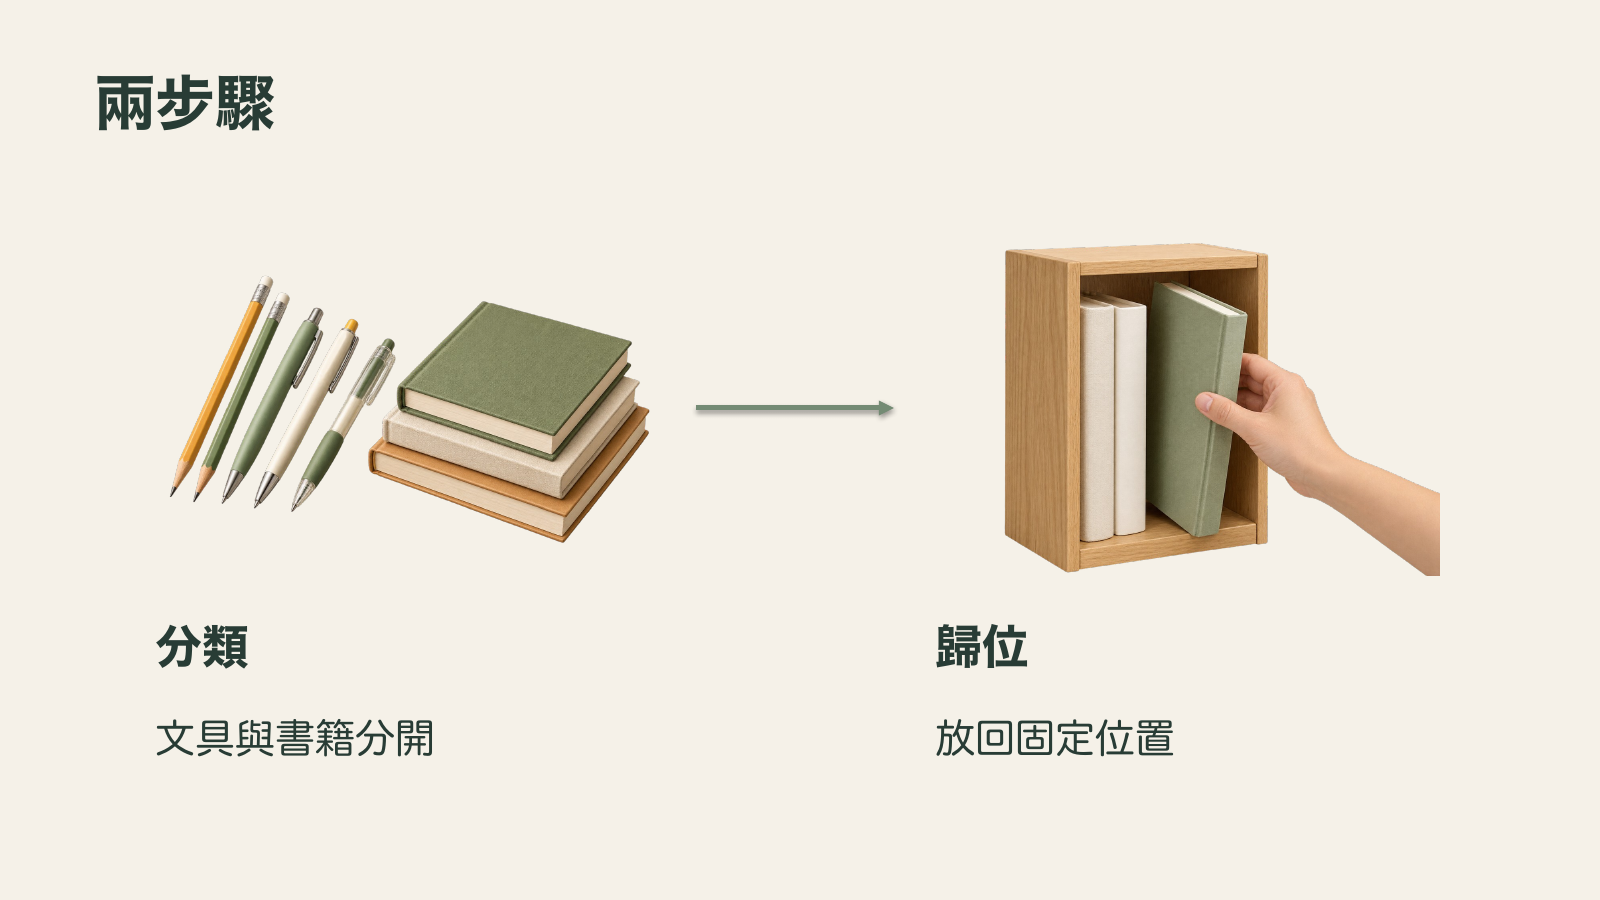 兩步驟
分類
文具與書籍分開
歸位
放回固定位置